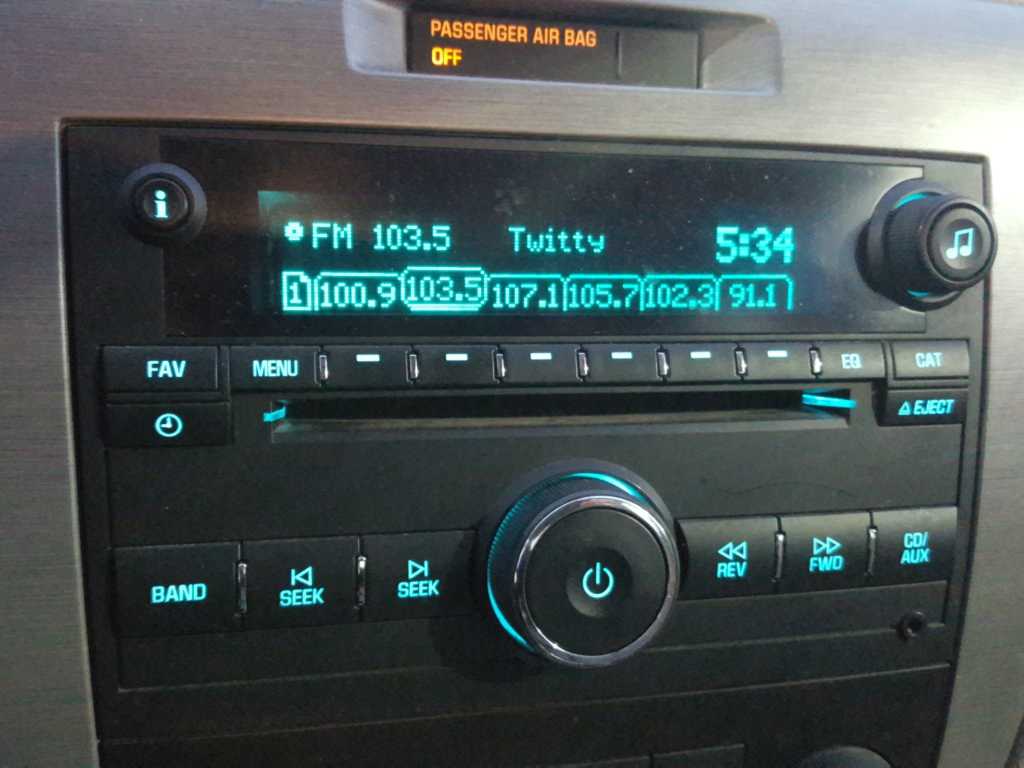 PASSENGER AIR BAG
OFF
i
FM 103.5 Twitty 5:34
1 100.9 103.5 107.1 105.7 102.3 91.1
FAV MENU EQ CAT
EJECT
BAND SEEK SEEK REV FWD CD/
AUX